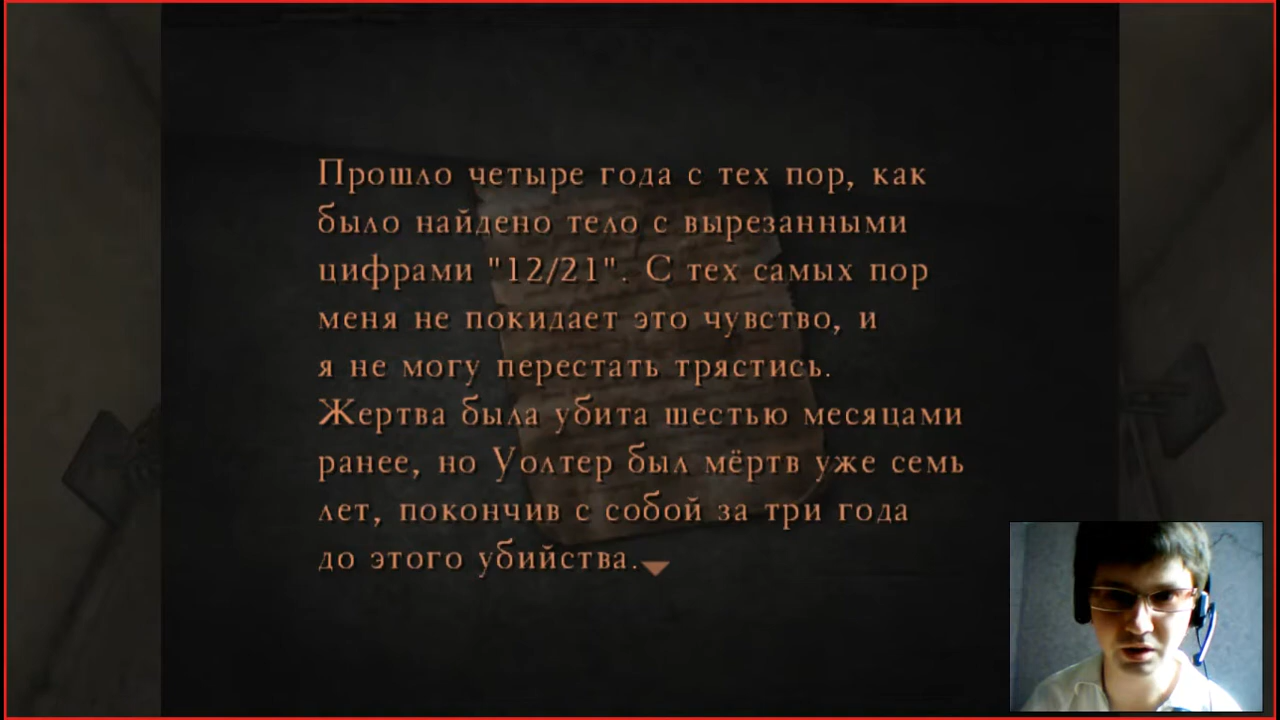 Прошло четыре года с тех пор, как
было найдено тело с вырезанными
цифрами "12/21". С тех самых пор
меня не покидает это чувство, и
я не могу перестать трястись.
Жертва была убита шестью месяцами
ранее, но Уолтер был мёртв уже семь
лет, покончив с собой за три года
до этого убийства.